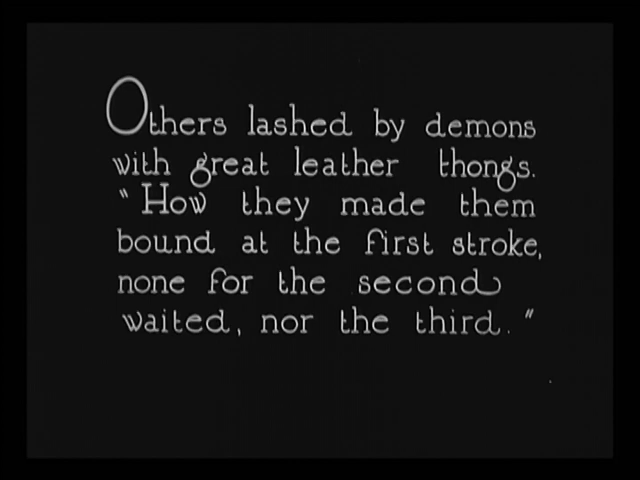 Others lashed by demons
with great leather thongs.
"How they made them
bound at the first stroke,
none for the second
waited, nor the third."